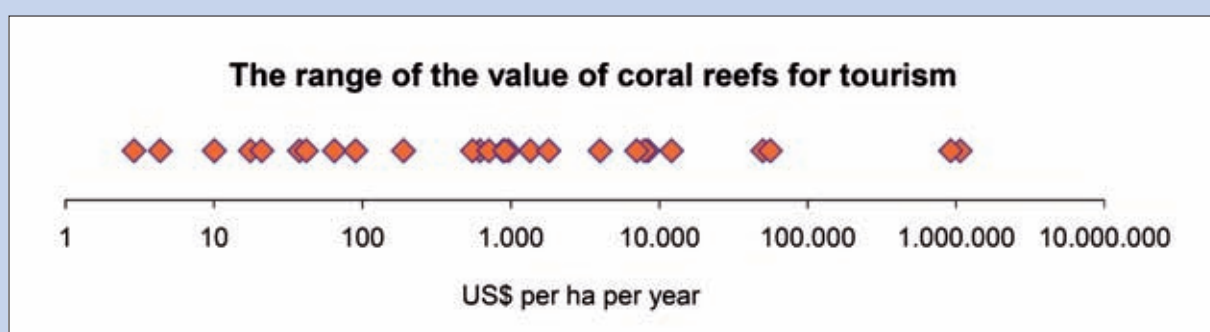 The range of the value of coral reefs for tourism
1 10 100 1.000 10.000 100.000 1.000.000 10.000.000
US$ per ha per year